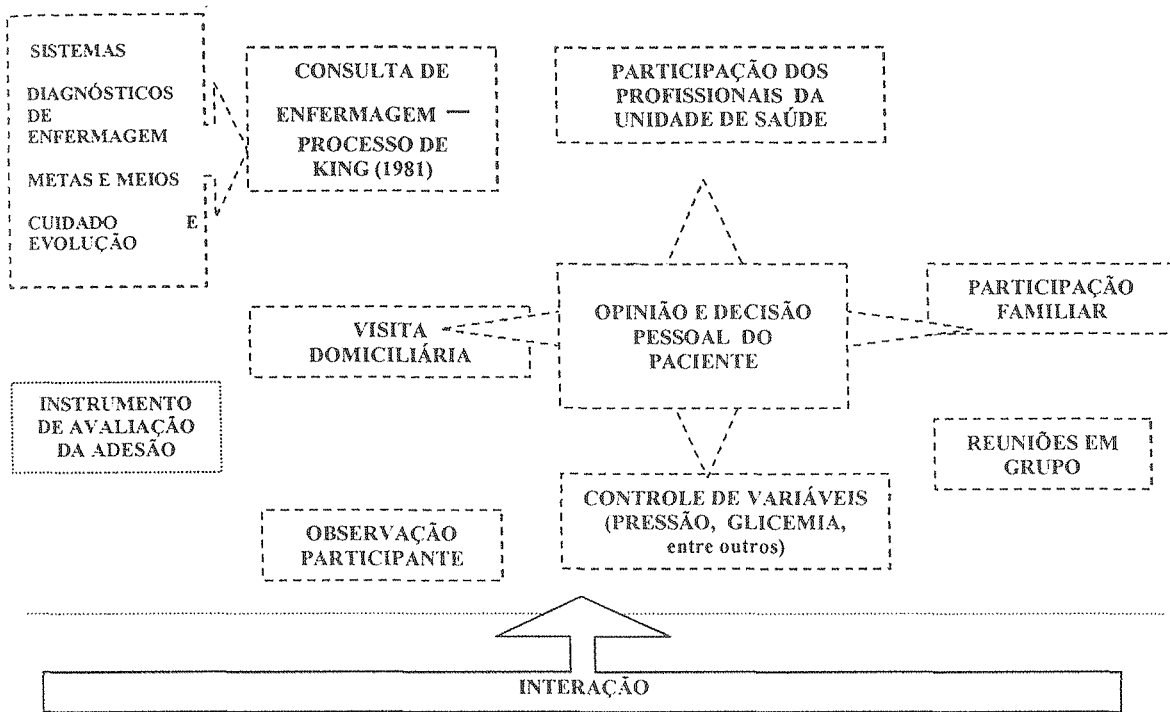 SISTEMAS
DIAGNÓSTICOS
DE
ENFERMAGEM
METAS E MEIOS
CUIDADO E
EVOLUÇÃO
CONSULTA DE
ENFERMAGEM —
PROCESSO DE
KING (1981)
PARTICIPAÇÃO DOS
PROFISSIONAIS DA
UNIDADE DE SAÚDE
VISITA
DOMICILIÁRIA
OPINIÃO E DECISÃO
PESSOAL DO
PACIENTE
PARTICIPAÇÃO
FAMILIAR
INSTRUMENTO
DE AVALIAÇÃO
DA ADESÃO
REUNIÕES EM
GRUPO
OBSERVAÇÃO
PARTICIPANTE
CONTROLE DE VARIÁVEIS
(PRESSÃO, GLICEMIA,
entre outros)
INTERAÇÃO